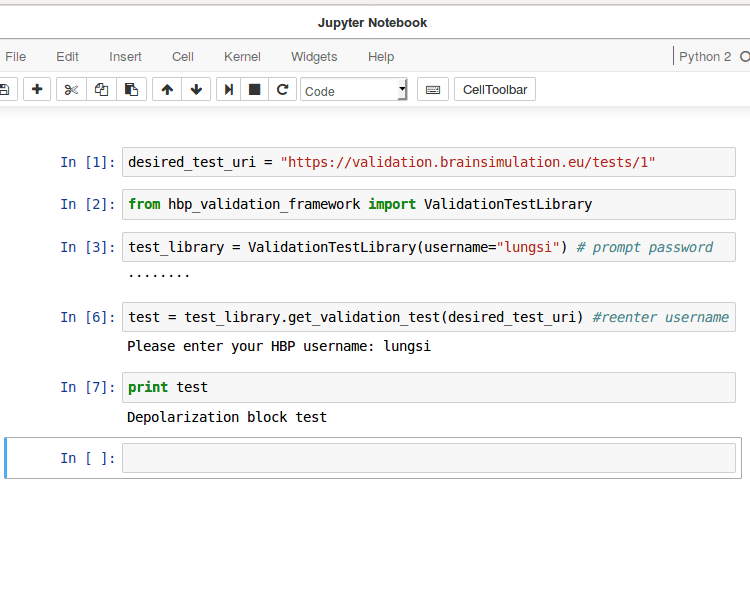 Jupyter Notebook
File Edit Insert Cell Kernel Widgets Help Python 2
Code CellToolbar
In [1]: desired_test_uri = "https://validation.brainsimulation.eu/tests/1"
In [2]: from hbp_validation_framework import ValidationTestLibrary
In [3]: test_library = ValidationTestLibrary(username="lungsi") # prompt password
········
In [6]: test = test_library.get_validation_test(desired_test_uri) #reenter username
Please enter your HBP username: lungsi
In [7]: print test
Depolarization block test
In [ ]: